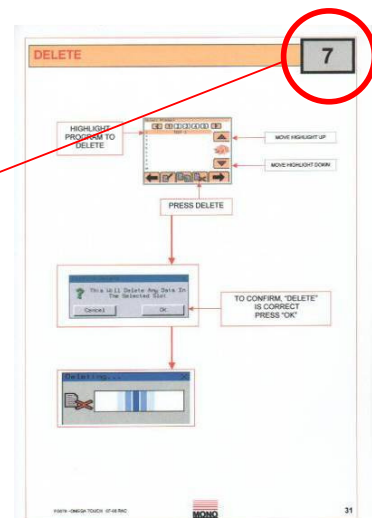 DELETE
7
HIGHLIGHT
PROGRAM TO
DELETE
MOVE HIGHLIGHT UP
MOVE HIGHLIGHT DOWN
PRESS DELETE
This Will Delete Any Data In
The Selected Slot
Cancel
OK
TO CONFIRM, "DELETE"
IS CORRECT
PRESS "OK"
Deleting...
MONO
31